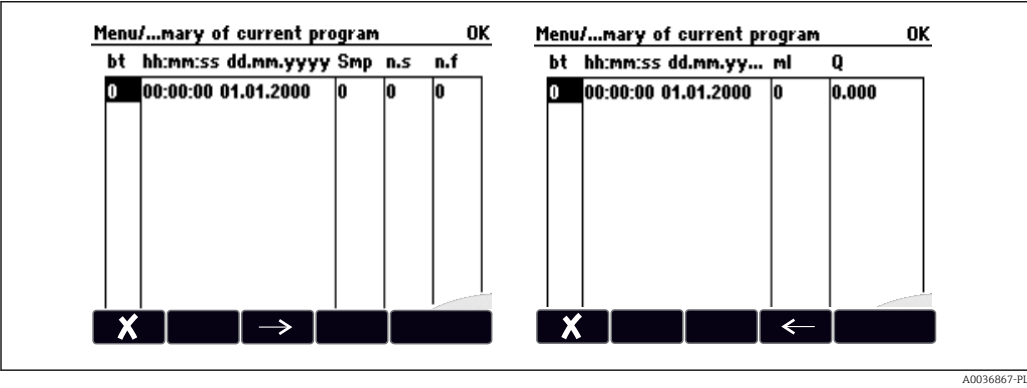 Menu/...mary of current program OK
bt hh:mm:ss dd.mm.yyyy Smp n.s n.f
0 00:00:00 01.01.2000 0 0 0
X →
Menu/...mary of current program OK
bt hh:mm:ss dd.mm.yy... ml Q
0 00:00:00 01.01.2000 0 0.000
X ←
A0036867-PL